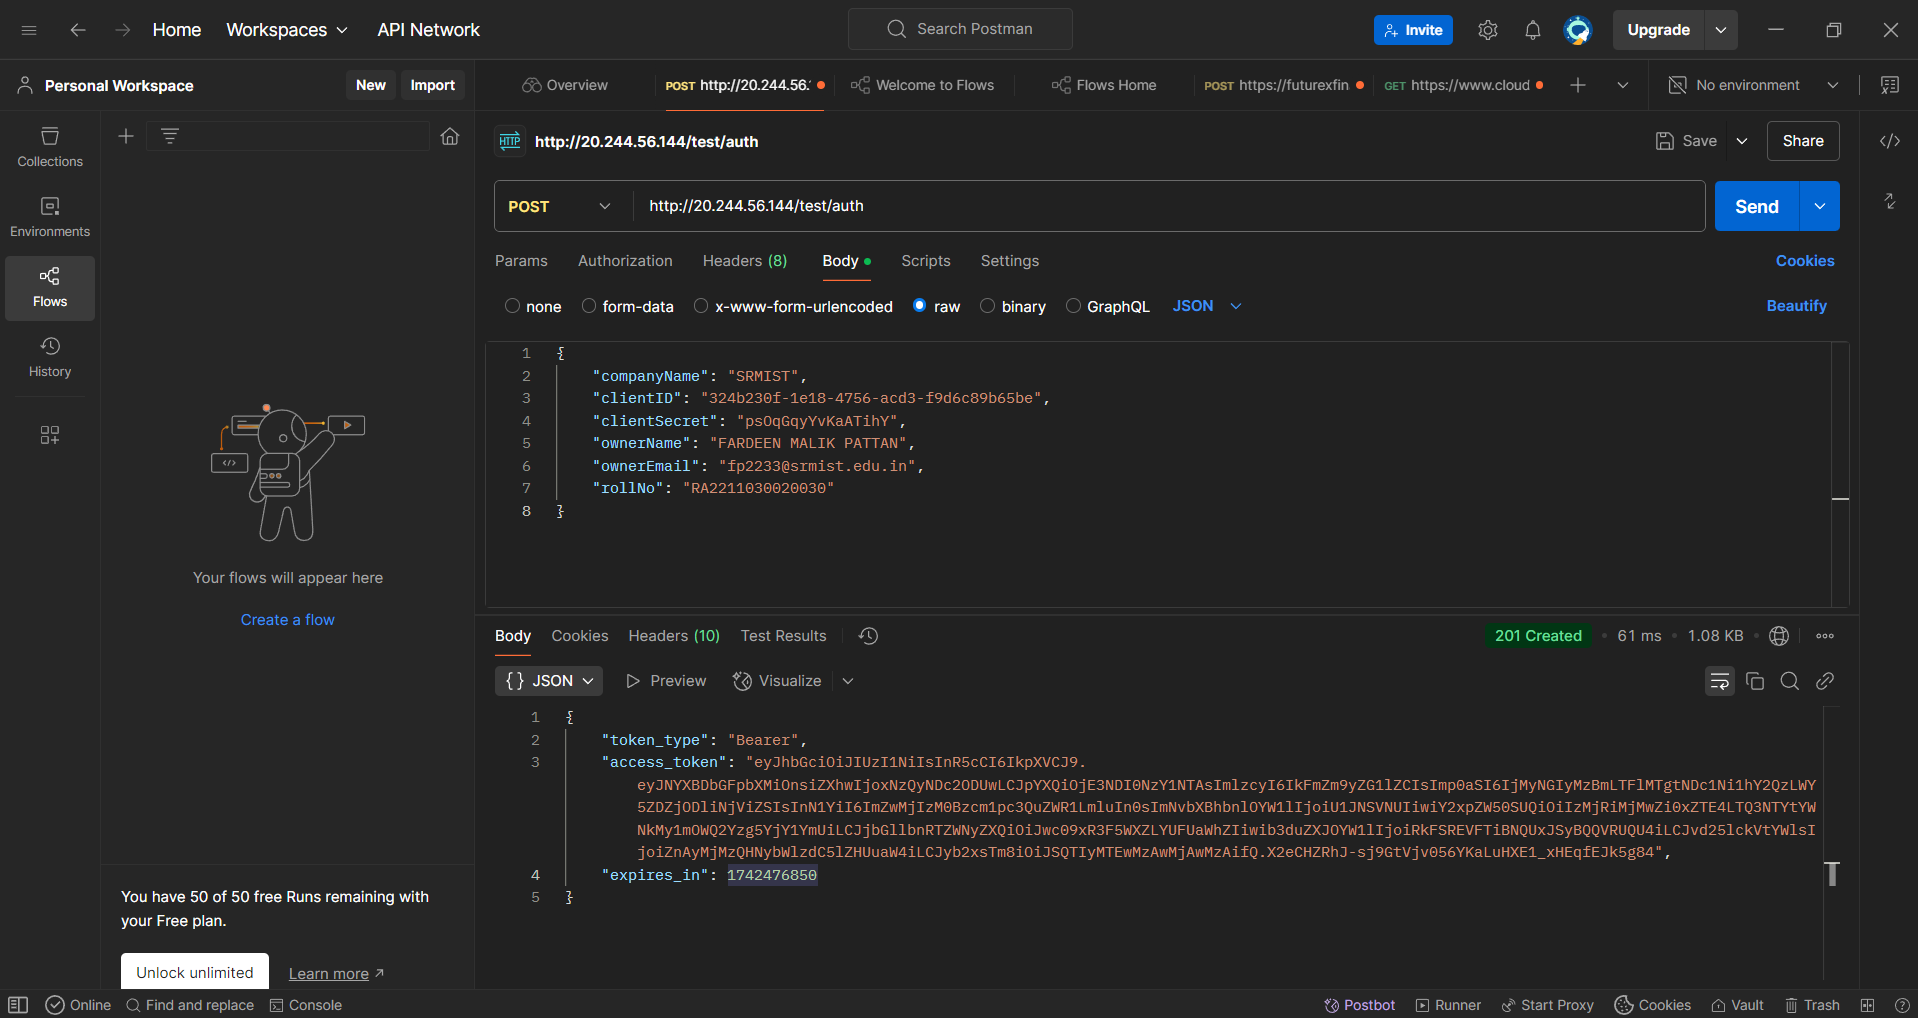 Home Workspaces API Network Search Postman Invite Upgrade
Personal Workspace New Import
Overview POST http://20.244.56. Welcome to Flows Flows Home POST https://futurexfin GET https://www.cloud No environment
Collections
Environments
Flows
History
Your flows will appear here
Create a flow
You have 50 of 50 free Runs remaining with
your Free plan.
Unlock unlimited Learn more
HTTP http://20.244.56.144/test/auth Save Share
POST http://20.244.56.144/test/auth Send
Params Authorization Headers (8) Body Scripts Settings Cookies
none form-data x-www-form-urlencoded raw binary GraphQL JSON Beautify
1 {
2 "companyName": "SRMIST",
3 "clientID": "324b230f-1e18-4756-acd3-f9d6c89b65be",
4 "clientSecret": "psOqGqyYvKaATihY",
5 "ownerName": "FARDEEN MALIK PATTAN",
6 "ownerEmail": "fp2233@srmist.edu.in",
7 "rollNo": "RA2211030020030"
8 }
Body Cookies Headers (10) Test Results 201 Created 61 ms 1.08 KB
{} JSON Preview Visualize
1 {
2 "token_type": "Bearer",
3 "access_token": "eyJhbGciOiJIUzI1NiIsInR5cCI6IkpXVCJ9.
eyJNYXBDbGFpbXMiOnsiZXhwIjoxNzQyNDc2ODUwLCJpYXQiOjE3NDI0NzY1NTAsImlzcyI6IkFmZm9yZG1lZCIsImp0aSI6IjMyNGIyMzBmLTFlMTgtNDc1Ni1hY2QzLWY
5ZDZjODliNjViZSIsInN1YiI6ImZwMjIzM0Bzcm1pc3QuZWR1LmluIn0sImNvbXBhbnlOYW1lIjoiU1JNSVNUIiwiY2xpZW50SUQiOiIzMjRiMjMwZi0xZTE4LTQ3NTYtYW
NkMy1mOWQ2Yzg5YjY1YmUiLCJjbGllbnRTZWNyZXQiOiJwc09xR3F5WXZLYUFUaWhZIiwib3duZXJOYW1lIjoiRkFSREVFTiBNQUxJSyBQQVRUQU4iLCJvd25lckVtYWlsI
joiZnAyMjMzQHNybWlzdC5lZHUuaW4iLCJyb2xsTm8iOiJSQTIyMTEwMzAwMjAwMzAifQ.X2eCHZRhJ-sj9GtVjv056YKaLuHXE1_xHEqfEJk5g84",
4 "expires_in": 1742476850
5 }
Online Find and replace Console Postbot Runner Start Proxy Cookies Vault Trash